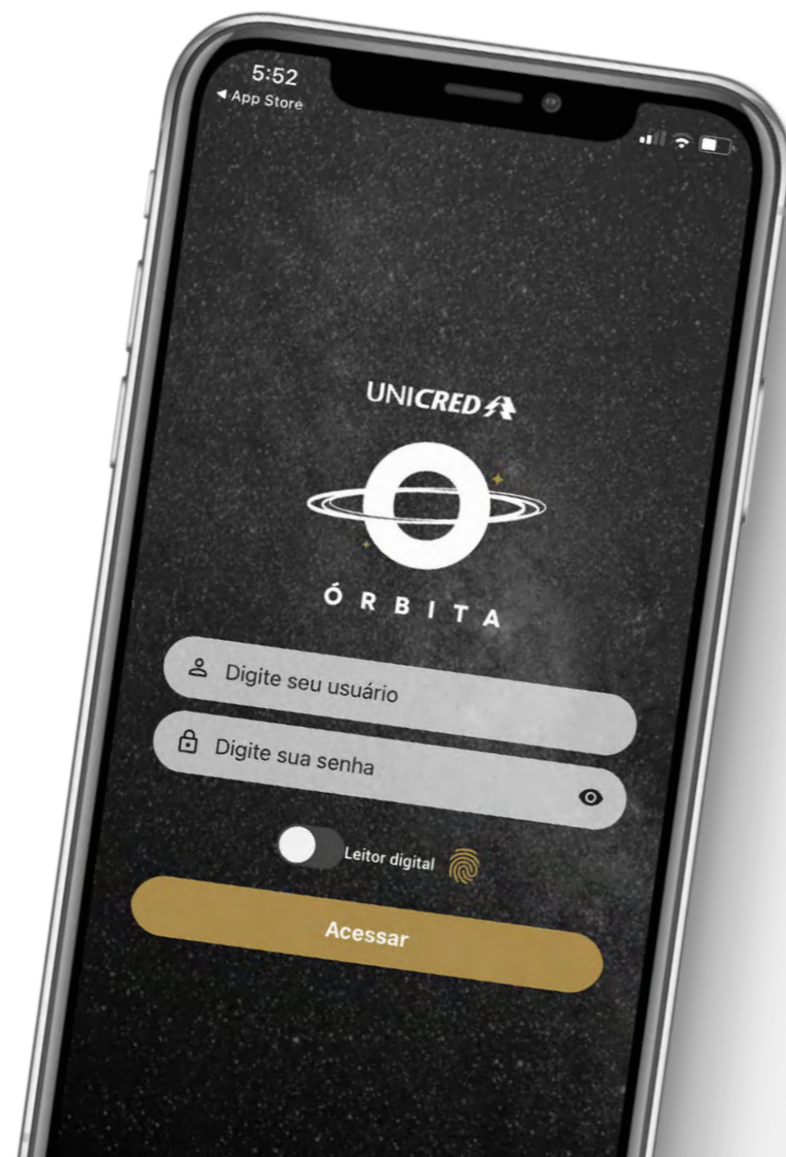 5:52
◀ App Store
UNICRED
ÓRBITA
Digite seu usuário
Digite sua senha
Leitor digital
Acessar